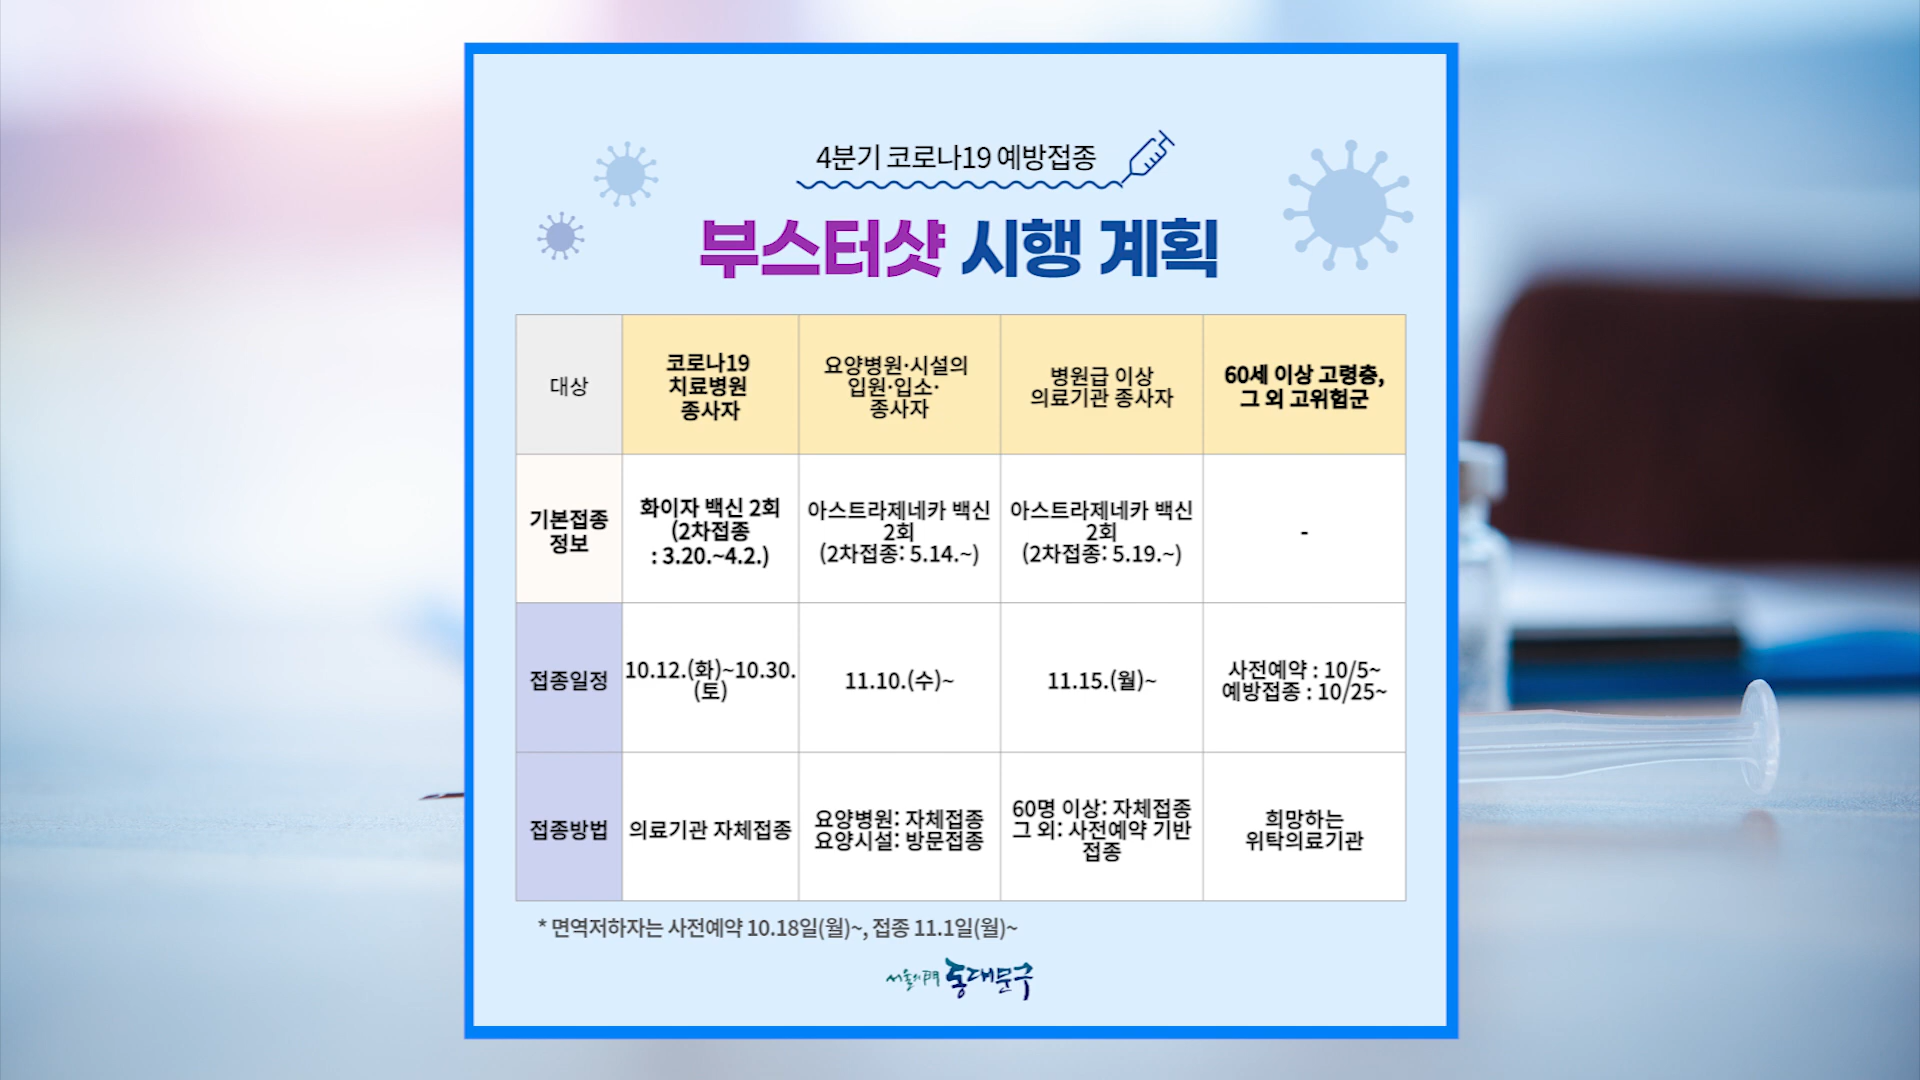 4분기 코로나19 예방접종
부스터샷 시행 계획
대상
코로나19
치료병원
종사자
요양병원·시설의
입원·입소·
종사자
병원급 이상
의료기관 종사자
60세 이상 고령층,
그 외 고위험군
기본접종
정보
화이자 백신 2회
(2차접종
: 3.20.~4.2.)
아스트라제네카 백신
2회
(2차접종: 5.14.~)
아스트라제네카 백신
2회
(2차접종: 5.19.~)
-
접종일정
10.12.(화)~10.30.
(토)
11.10.(수)~
11.15.(월)~
사전예약 : 10/5~
예방접종 : 10/25~
접종방법
의료기관 자체접종
요양병원: 자체접종
요양시설: 방문접종
60명 이상: 자체접종
그 외: 사전예약 기반
접종
희망하는
위탁의료기관
* 면역저하자는 사전예약 10.18일(월)~, 접종 11.1일(월)~
서울의門 동대문구